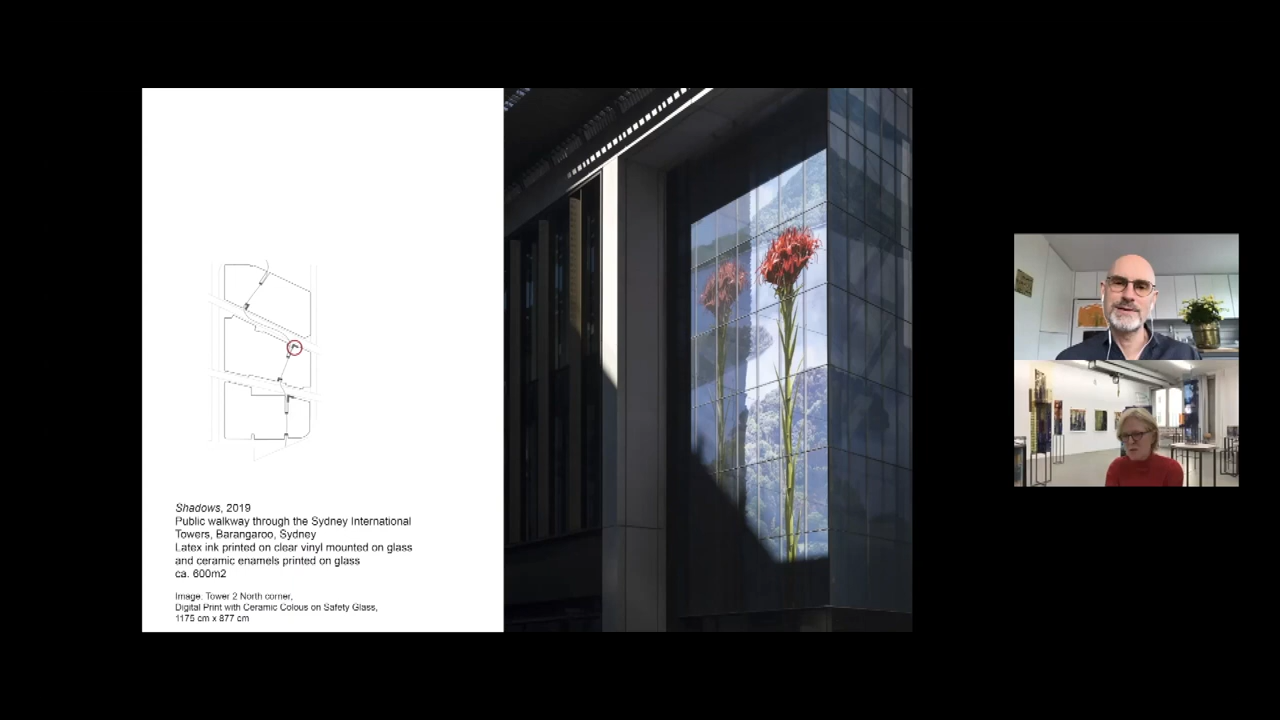 Shadows, 2019
Public walkway through the Sydney International
Towers, Barangaroo, Sydney
Latex ink printed on clear vinyl mounted on glass
and ceramic enamels printed on glass
ca. 600m2
Image. Tower 2 North corner,
Digital Print with Ceramic Colous on Safety Glass,
1175 cm x 877 cm